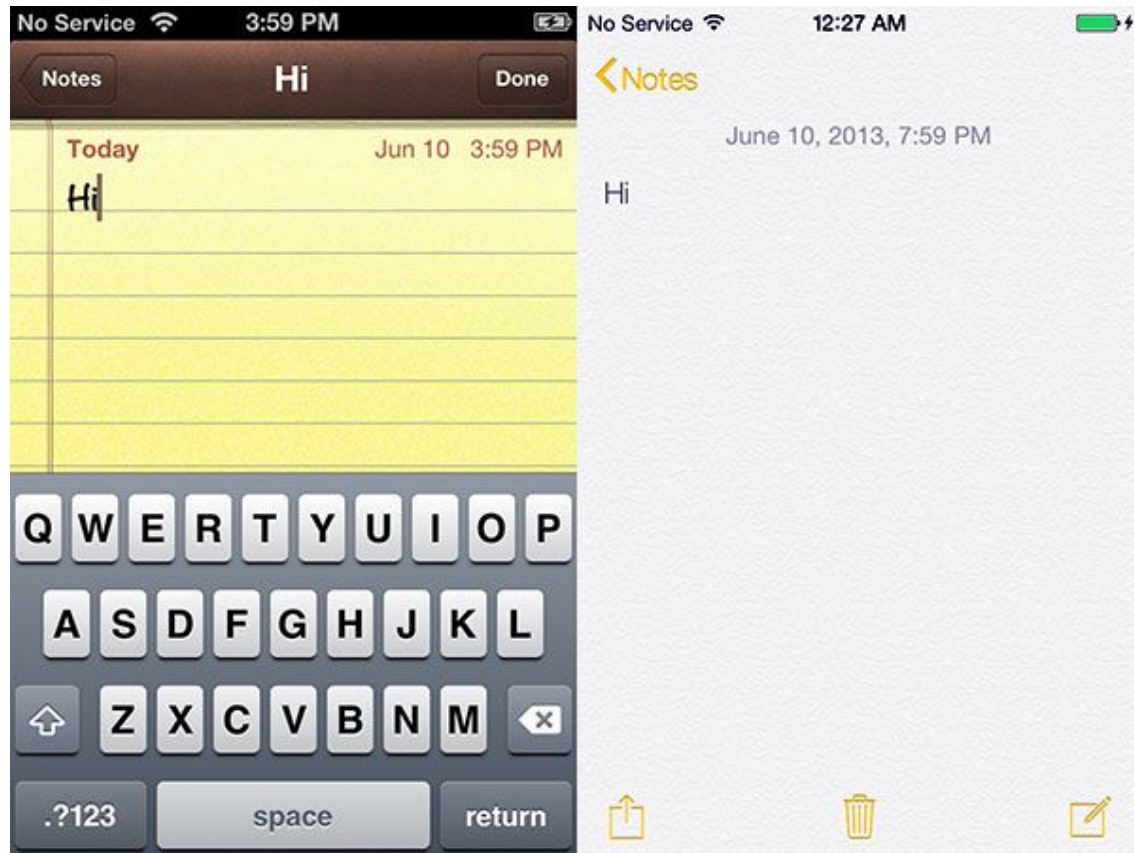 No Service 3:59 PM
Notes Hi Done
Today Jun 10 3:59 PM
Hi
Q W E R T Y U I O P
A S D F G H J K L
Z X C V B N M
.?123 space return
No Service 12:27 AM
Notes
June 10, 2013, 7:59 PM
Hi